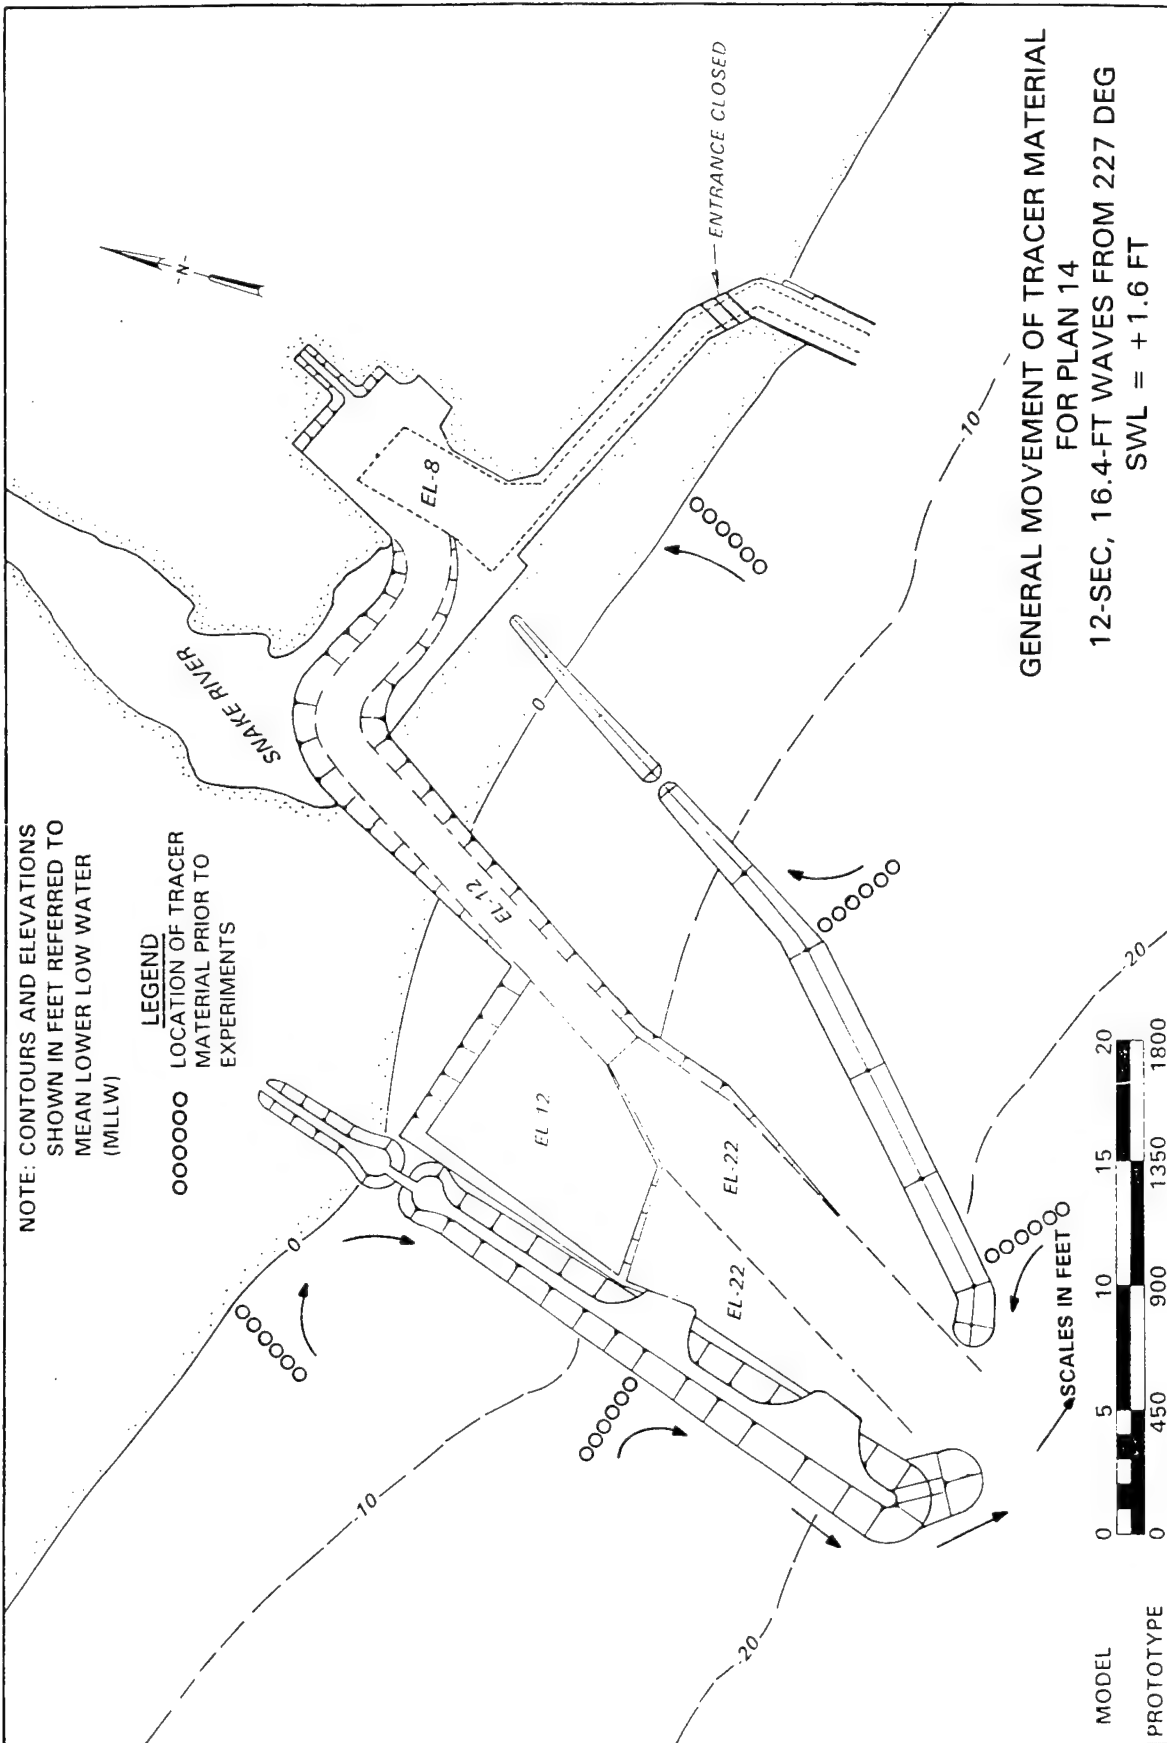 NOTE: CONTOURS AND ELEVATIONS
SHOWN IN FEET REFERRED TO
MEAN LOWER LOW WATER
(MLLW)
LEGEND
OOOOOO LOCATION OF TRACER
MATERIAL PRIOR TO
EXPERIMENTS
SNAKE RIVER
-N-
ENTRANCE CLOSED
EL-8
EL-12
EL 12
EL-22
EL-22
0
0
-10
-10
-20
-20
SCALES IN FEET
MODEL 0 5 10 15 20
PROTOTYPE 0 450 900 1350 1800
GENERAL MOVEMENT OF TRACER MATERIAL
FOR PLAN 14
12-SEC, 16.4-FT WAVES FROM 227 DEG
SWL = +1.6 FT